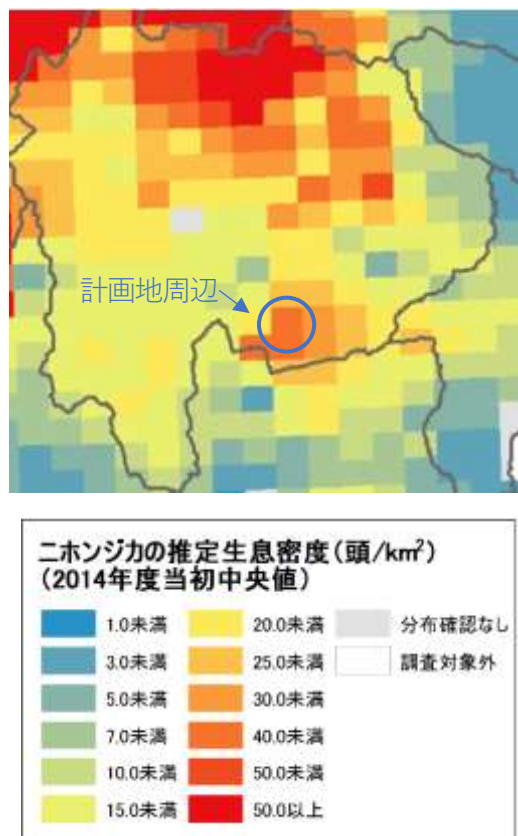 計画地周辺
ニホンジカの推定生息密度(頭/km²)
(2014年度当初中央値)
1.0未満 20.0未満 分布確認なし
3.0未満 25.0未満 調査対象外
5.0未満 30.0未満
7.0未満 40.0未満
10.0未満 50.0未満
15.0未満 50.0以上